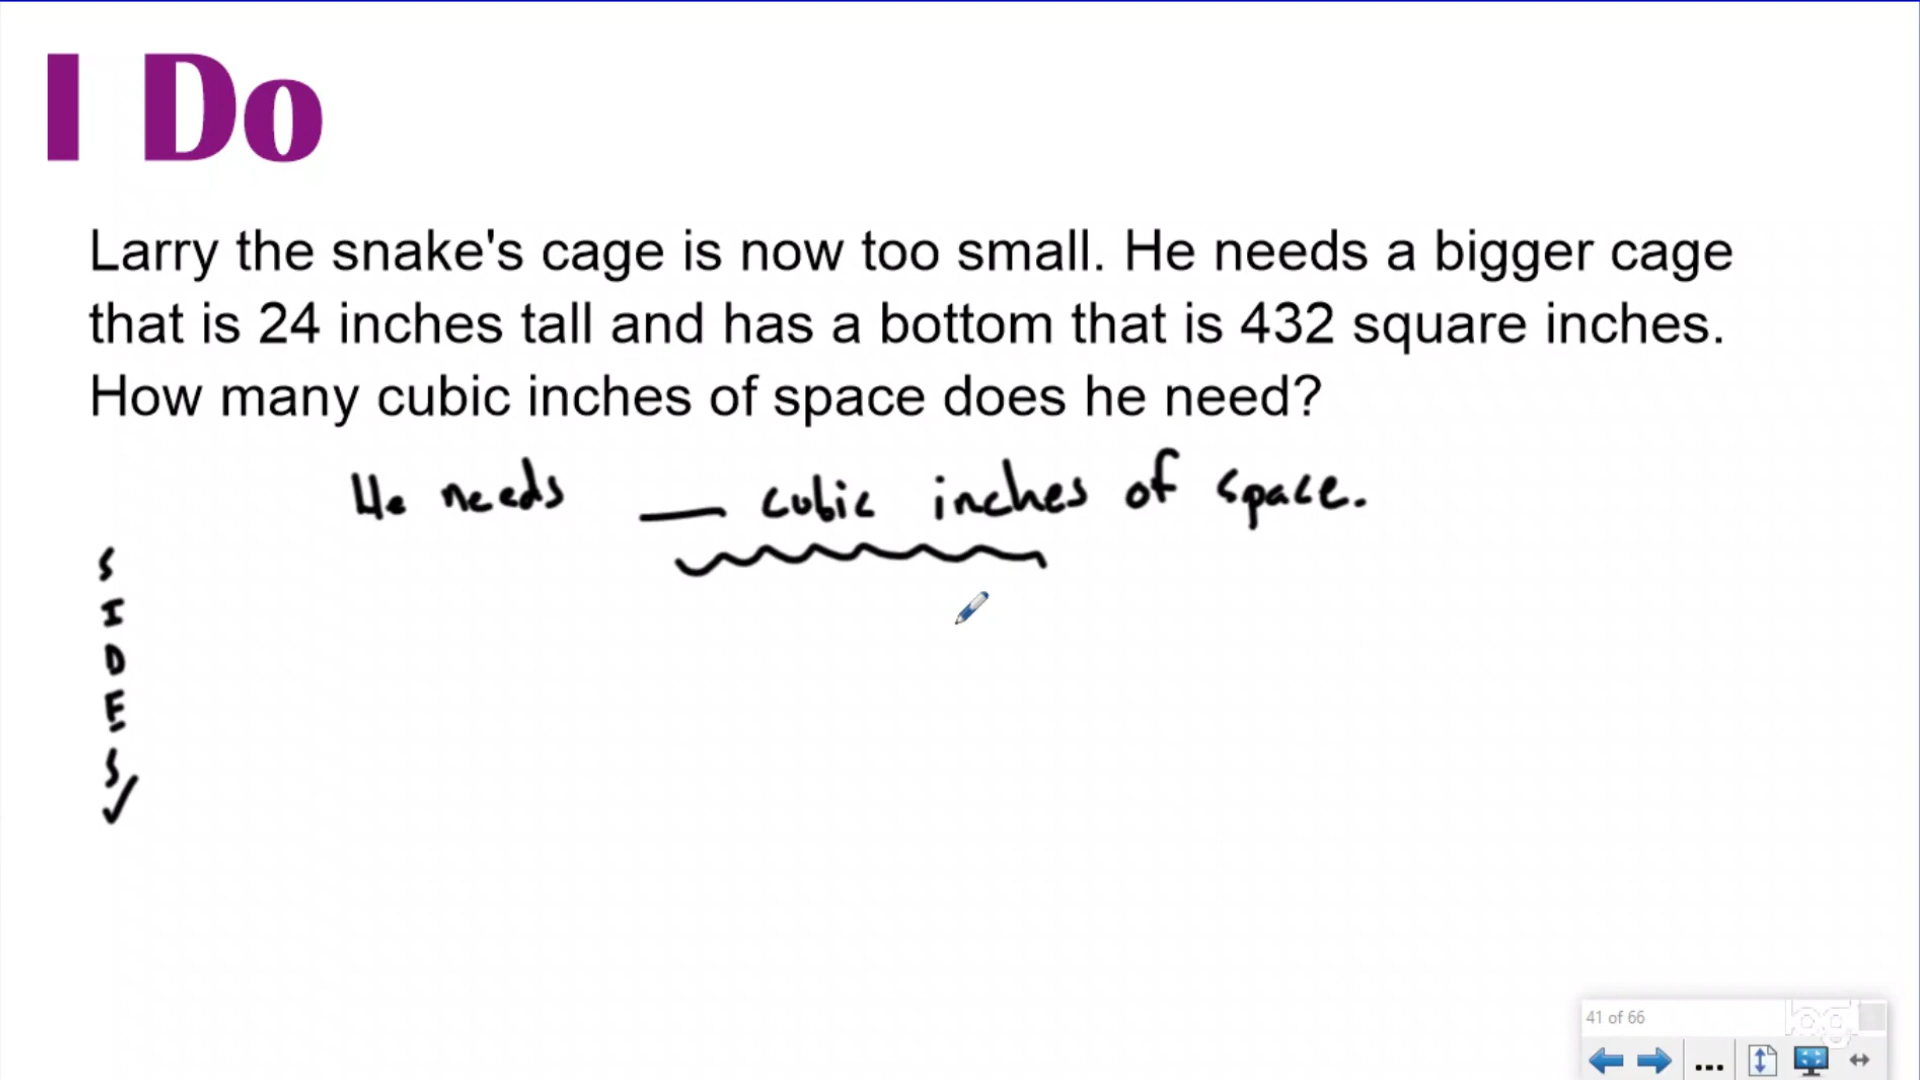 I Do
Larry the snake's cage is now too small. He needs a bigger cage
that is 24 inches tall and has a bottom that is 432 square inches.
How many cubic inches of space does he need?
He needs __ cubic inches of space.
S
I
D
E
S
✓
41 of 66